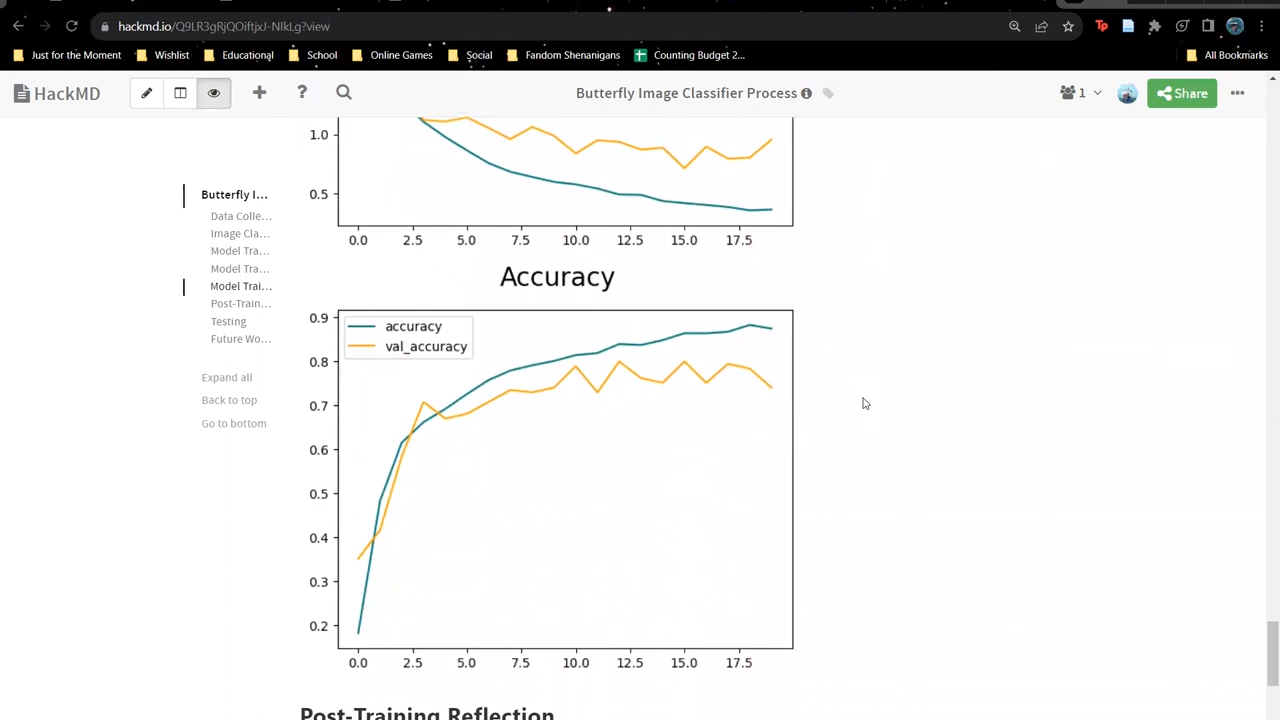 hackmd.io/Q9LR3gRjQOiftjxJ-NIkLg?view
Just for the Moment Wishlist Educational School Online Games Social Fandom Shenanigans Counting Budget 2... All Bookmarks
HackMD
Butterfly Image Classifier Process
1
Share
1.0
0.5
0.0 2.5 5.0 7.5 10.0 12.5 15.0 17.5
Butterfly I...
Data Colle...
Image Cla...
Model Tra...
Model Tra...
Model Trai...
Post-Train...
Testing
Future Wo...
Expand all
Back to top
Go to bottom
Accuracy
accuracy
val_accuracy
0.9
0.8
0.7
0.6
0.5
0.4
0.3
0.2
0.0 2.5 5.0 7.5 10.0 12.5 15.0 17.5
Post-Training Reflection